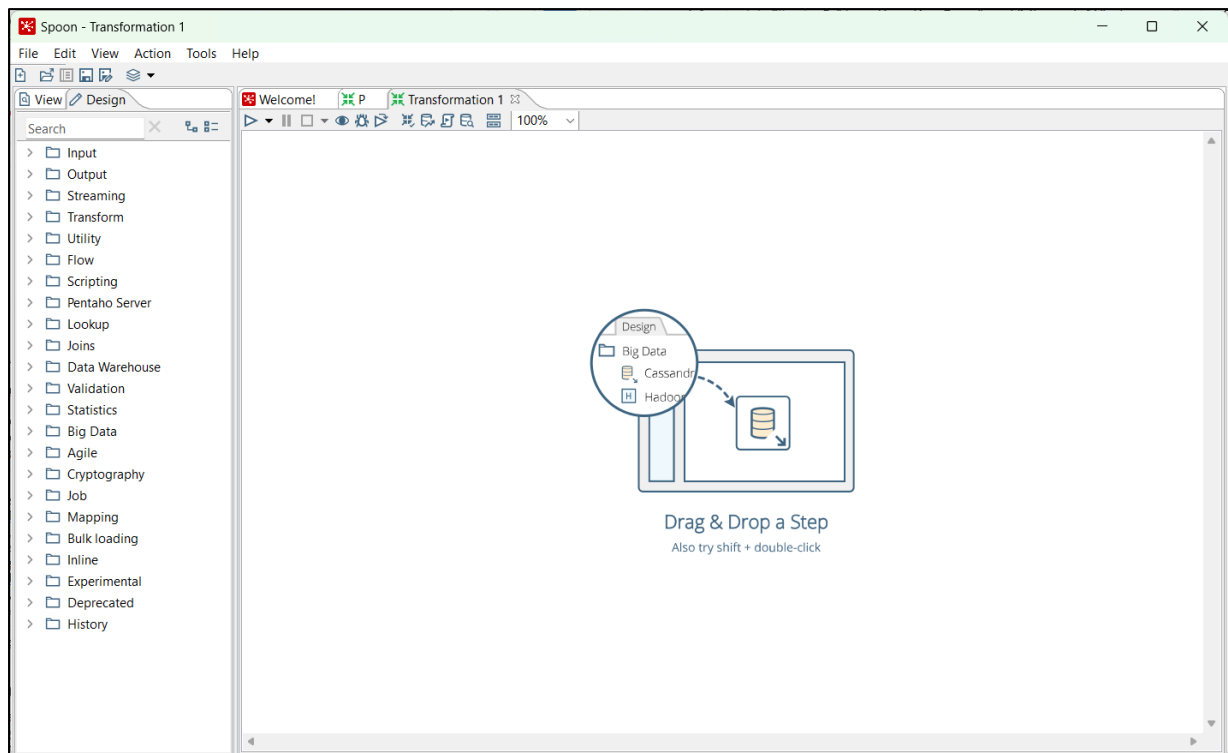 Spoon - Transformation 1
File Edit View Action Tools Help
View Design
Welcome! P Transformation 1
Search
100%
Input
Output
Streaming
Transform
Utility
Flow
Scripting
Pentaho Server
Lookup
Joins
Data Warehouse
Validation
Statistics
Big Data
Agile
Cryptography
Job
Mapping
Bulk loading
Inline
Experimental
Deprecated
History
Design
Big Data
Cassandr
Hadoop
H
Drag & Drop a Step
Also try shift + double-click